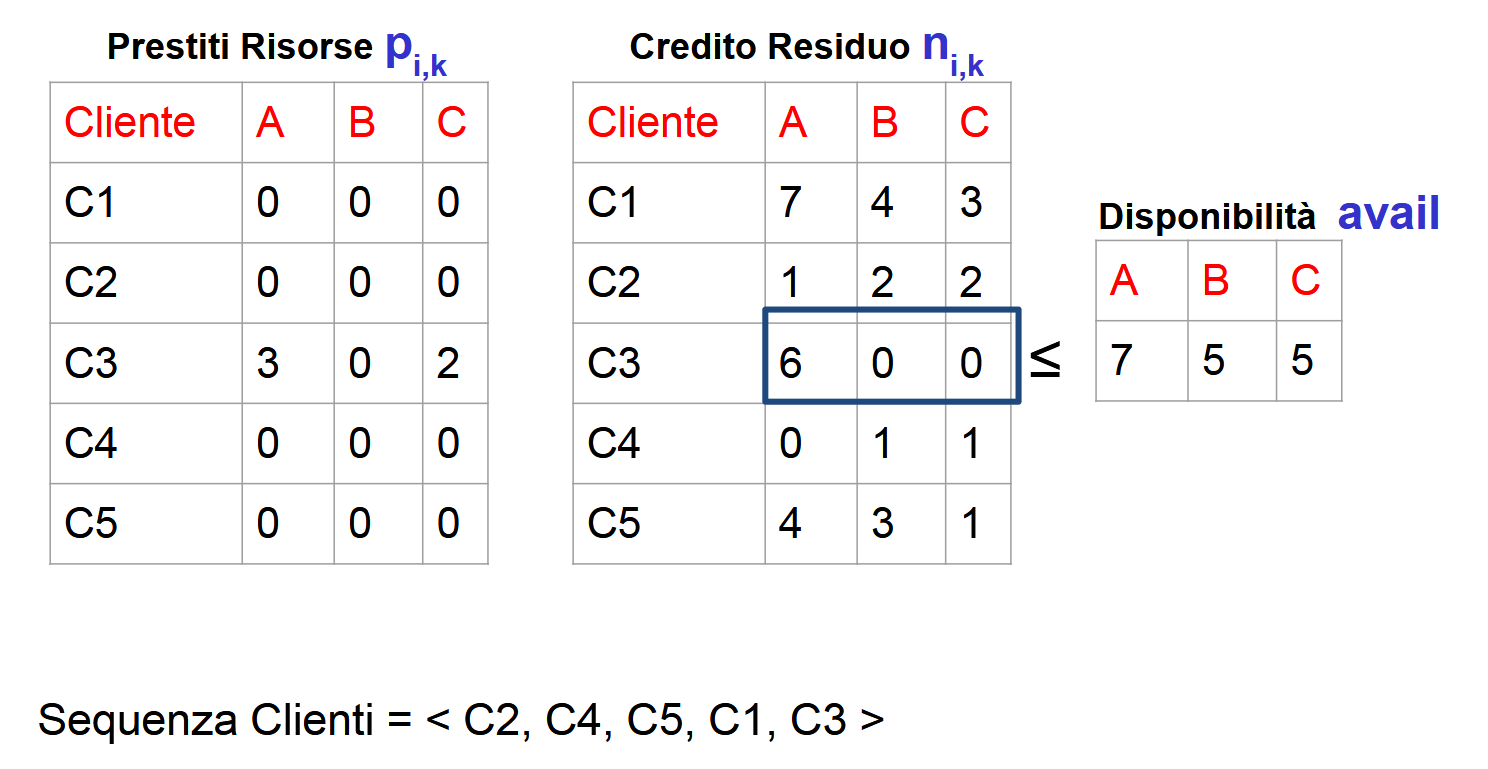 Prestiti Risorse pi,k
Cliente A B C
C1 0 0 0
C2 0 0 0
C3 3 0 2
C4 0 0 0
C5 0 0 0
Credito Residuo ni,k
Cliente A B C
C1 7 4 3
C2 1 2 2
C3 6 0 0
C4 0 1 1
C5 4 3 1
≤
Disponibilità avail
A B C
7 5 5
Sequenza Clienti = < C2, C4, C5, C1, C3 >